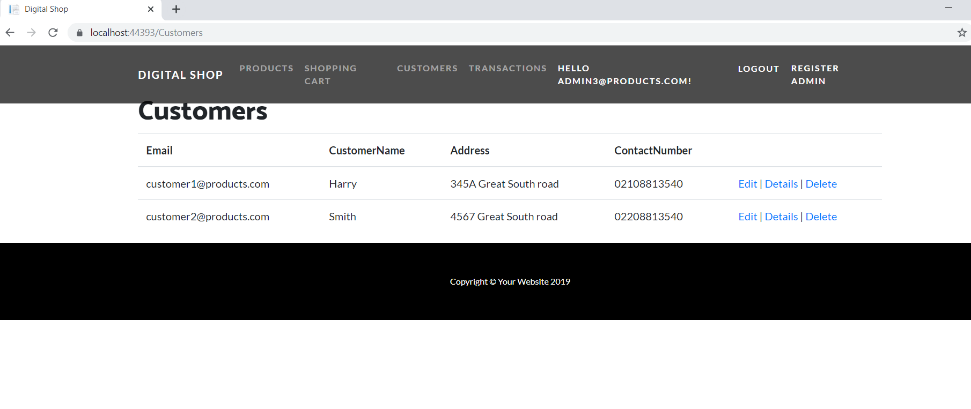 Digital Shop
localhost:44393/Customers
DIGITAL SHOP PRODUCTS SHOPPING CUSTOMERS TRANSACTIONS HELLO LOGOUT REGISTER
CART ADMIN3@PRODUCTS.COM! ADMIN
Customers
Email CustomerName Address ContactNumber
customer1@products.com Harry 345A Great South road 02108813540 Edit | Details | Delete
customer2@products.com Smith 4567 Great South road 02208813540 Edit | Details | Delete
Copyright © Your Website 2019